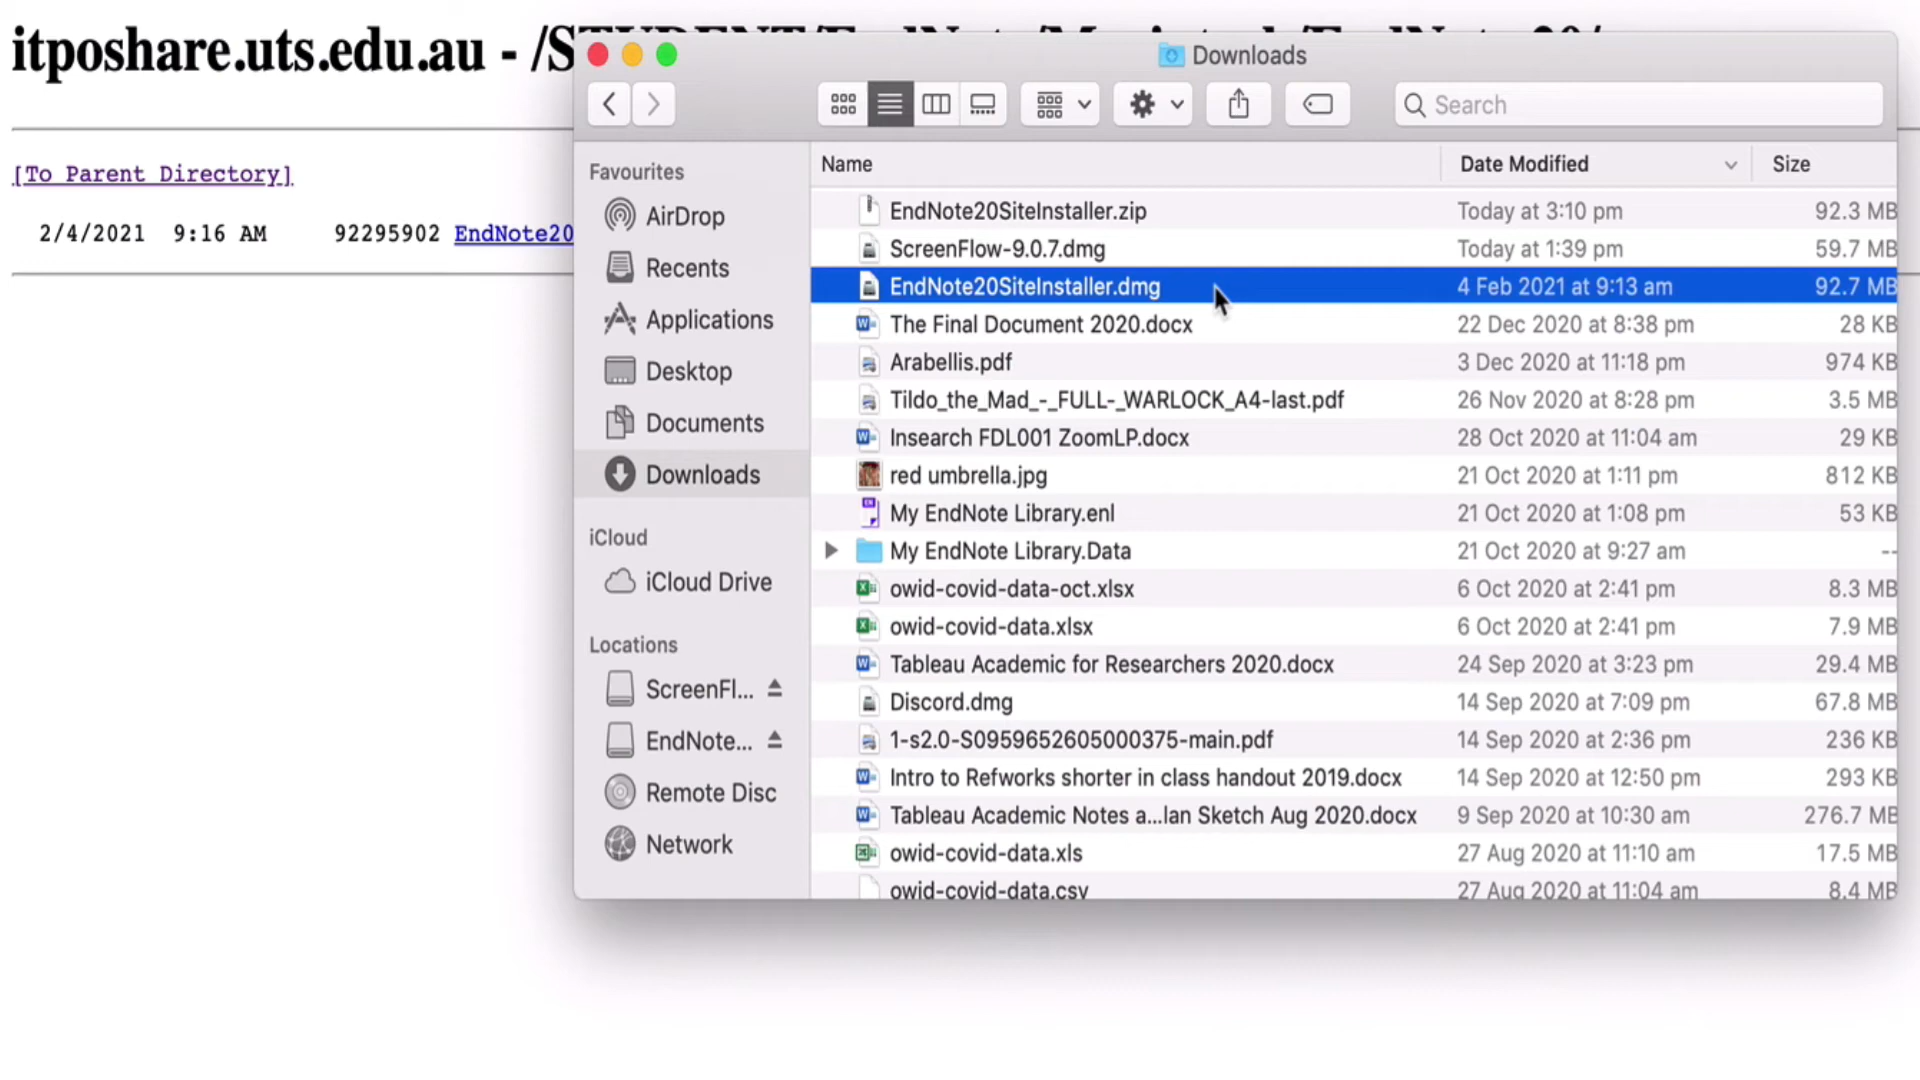 itposhare.uts.edu.au - /STUDENT/EndNote/Macintosh/EndNote 20/
[To Parent Directory]
2/4/2021 9:16 AM 92295902 EndNote20
Downloads
Search
Favourites
AirDrop
Recents
Applications
Desktop
Documents
Downloads
iCloud
iCloud Drive
Locations
ScreenFl...
EndNote...
Remote Disc
Network
Name Date Modified Size
EndNote20SiteInstaller.zip Today at 3:10 pm 92.3 MB
ScreenFlow-9.0.7.dmg Today at 1:39 pm 59.7 MB
EndNote20SiteInstaller.dmg 4 Feb 2021 at 9:13 am 92.7 MB
The Final Document 2020.docx 22 Dec 2020 at 8:38 pm 28 KB
Arabellis.pdf 3 Dec 2020 at 11:18 pm 974 KB
Tildo_the_Mad_-_FULL-_WARLOCK_A4-last.pdf 26 Nov 2020 at 8:28 pm 3.5 MB
Insearch FDL001 ZoomLP.docx 28 Oct 2020 at 11:04 am 29 KB
red umbrella.jpg 21 Oct 2020 at 1:11 pm 812 KB
My EndNote Library.enl 21 Oct 2020 at 1:08 pm 53 KB
My EndNote Library.Data 21 Oct 2020 at 9:27 am --
owid-covid-data-oct.xlsx 6 Oct 2020 at 2:41 pm 8.3 MB
owid-covid-data.xlsx 6 Oct 2020 at 2:41 pm 7.9 MB
Tableau Academic for Researchers 2020.docx 24 Sep 2020 at 3:23 pm 29.4 MB
Discord.dmg 14 Sep 2020 at 7:09 pm 67.8 MB
1-s2.0-S0959652605000375-main.pdf 14 Sep 2020 at 2:36 pm 236 KB
Intro to Refworks shorter in class handout 2019.docx 14 Sep 2020 at 12:50 pm 293 KB
Tableau Academic Notes a...lan Sketch Aug 2020.docx 9 Sep 2020 at 10:30 am 276.7 MB
owid-covid-data.xls 27 Aug 2020 at 11:10 am 17.5 MB
owid-covid-data.csv 27 Aug 2020 at 11:04 am 8.4 MB